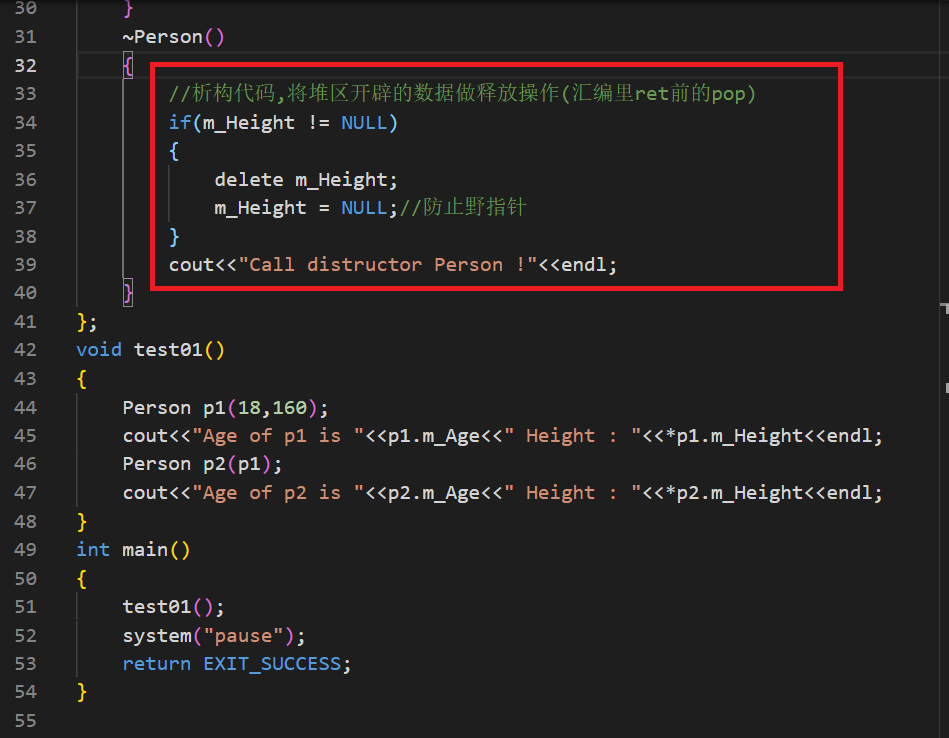 30 }
31 ~Person()
32 {
33 //析构代码,将堆区开辟的数据做释放操作(汇编里ret前的pop)
34 if(m_Height != NULL)
35 {
36 delete m_Height;
37 m_Height = NULL;//防止野指针
38 }
39 cout<<"Call distructor Person !"<<endl;
40 }
41 };
42 void test01()
43 {
44 Person p1(18,160);
45 cout<<"Age of p1 is "<<p1.m_Age<<" Height : "<<*p1.m_Height<<endl;
46 Person p2(p1);
47 cout<<"Age of p2 is "<<p2.m_Age<<" Height : "<<*p2.m_Height<<endl;
48 }
49 int main()
50 {
51 test01();
52 system("pause");
53 return EXIT_SUCCESS;
54 }
55